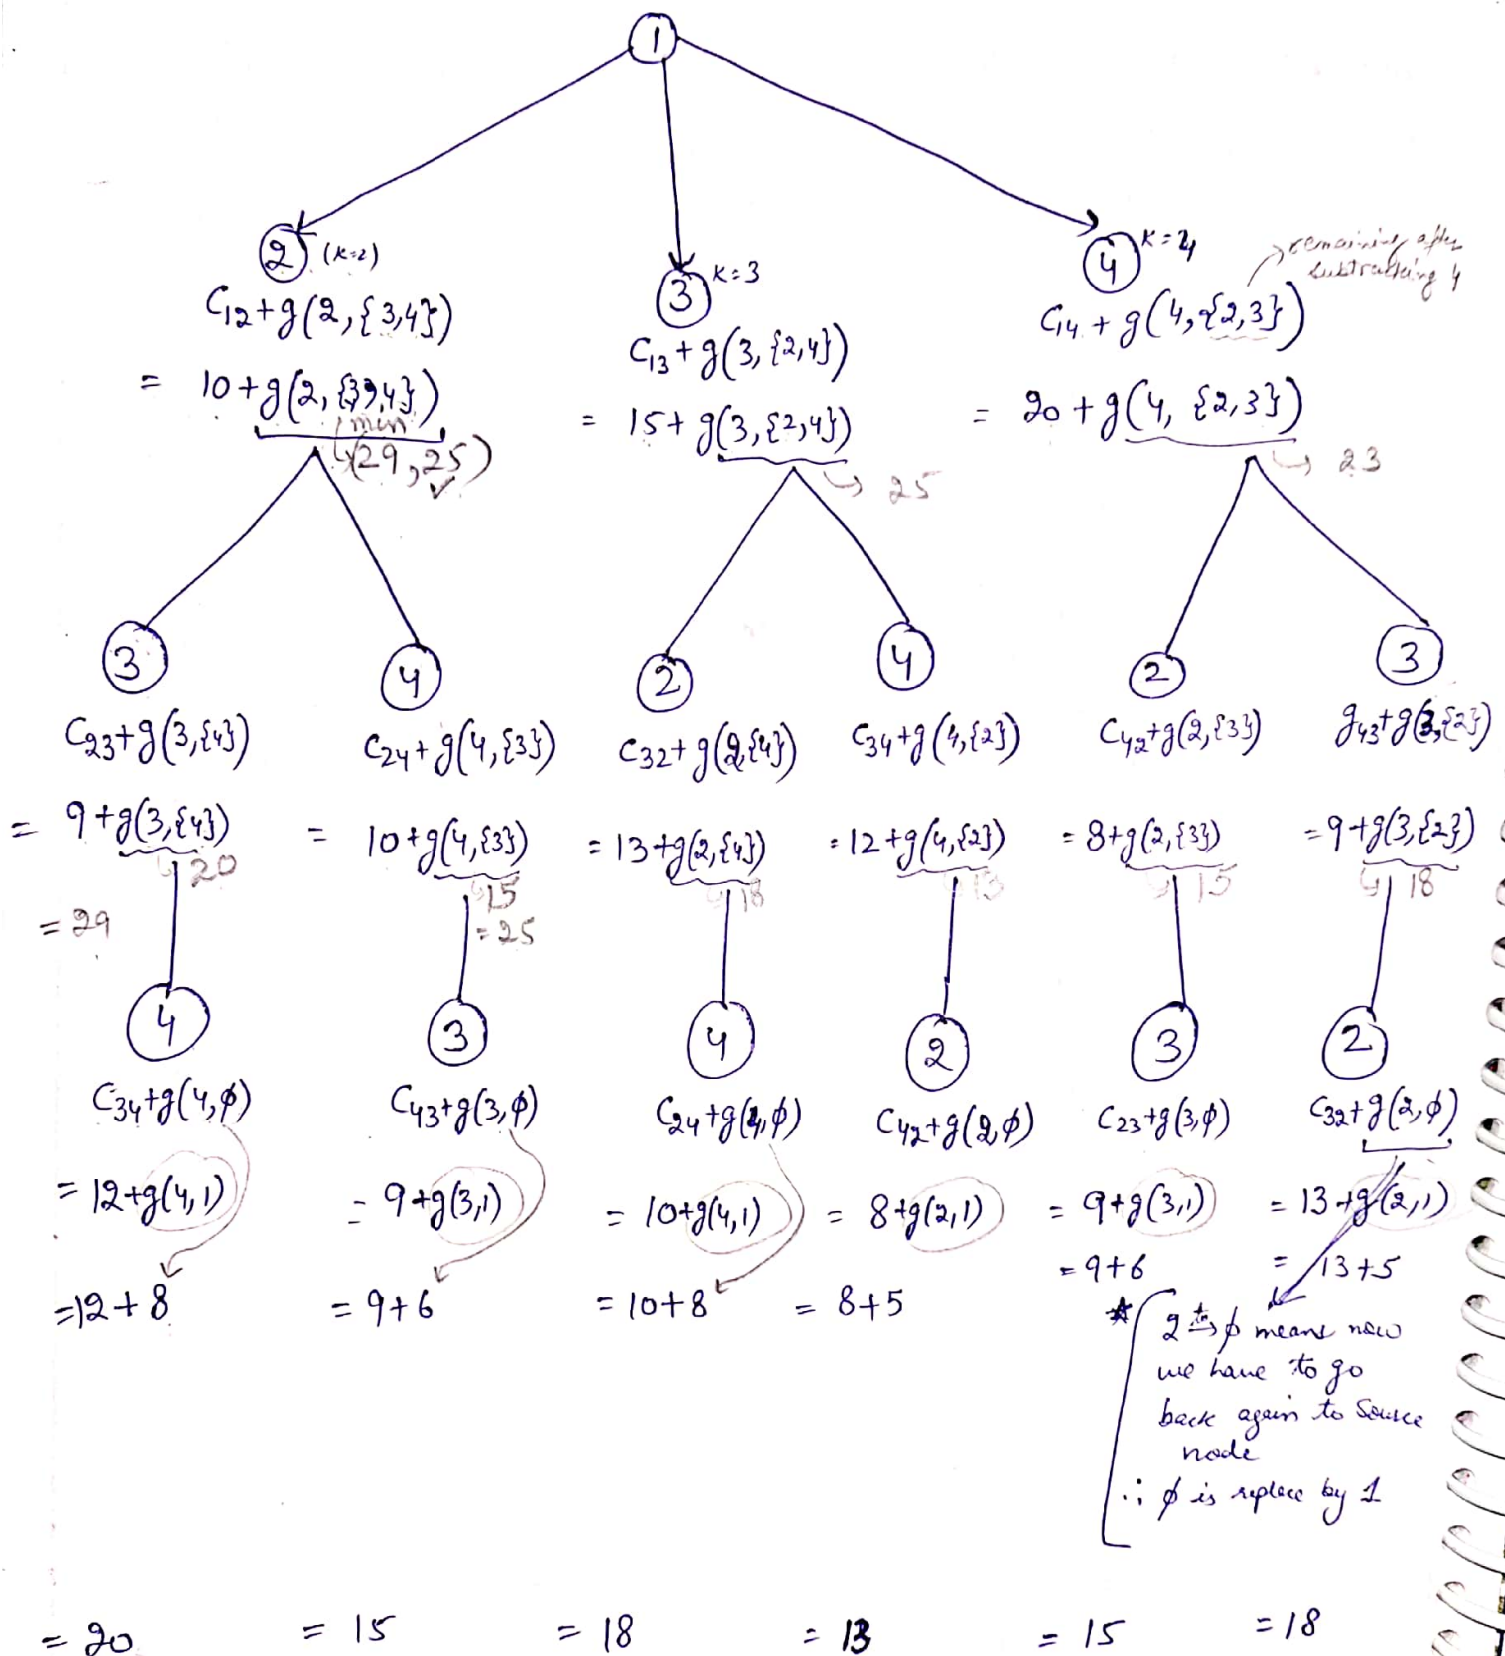 1
2 (K=2)
C12+g(2,{3,4})
= 10+g(2,{3,4})
min
(29,25) ✓
3 K=3
C13+g(3,{2,4})
= 15+g(3,{2,4})
25
4 K=4
remaining after
subtracting 4
C14+g(4,{2,3})
= 20+g(4,{2,3})
23
3
C23+g(3,{4})
= 9+g(3,{4})
20
= 29
4
C24+g(4,{3})
= 10+g(4,{3})
15
= 25
2
C32+g(2,{4})
= 13+g(2,{4})
18
4
C34+g(4,{2})
= 12+g(4,{2})
13
2
C42+g(2,{3})
= 8+g(2,{3})
15
3
g43+g(3,{2})
= 9+g(3,{2})
18
4
C34+g(4,φ)
= 12+g(4,1)
= 12+8
3
C43+g(3,φ)
= 9+g(3,1)
= 9+6
4
C24+g(4,φ)
= 10+g(4,1)
= 10+8
2
C42+g(2,φ)
= 8+g(2,1)
= 8+5
3
C23+g(3,φ)
= 9+g(3,1)
= 9+6
2
C32+g(2,φ)
= 13+g(2,1)
= 13+5
2 to→ φ means now
we have to go
back again to Source
node
∴ φ is replace by 1
= 20 = 15 = 18 = 13 = 15 = 18